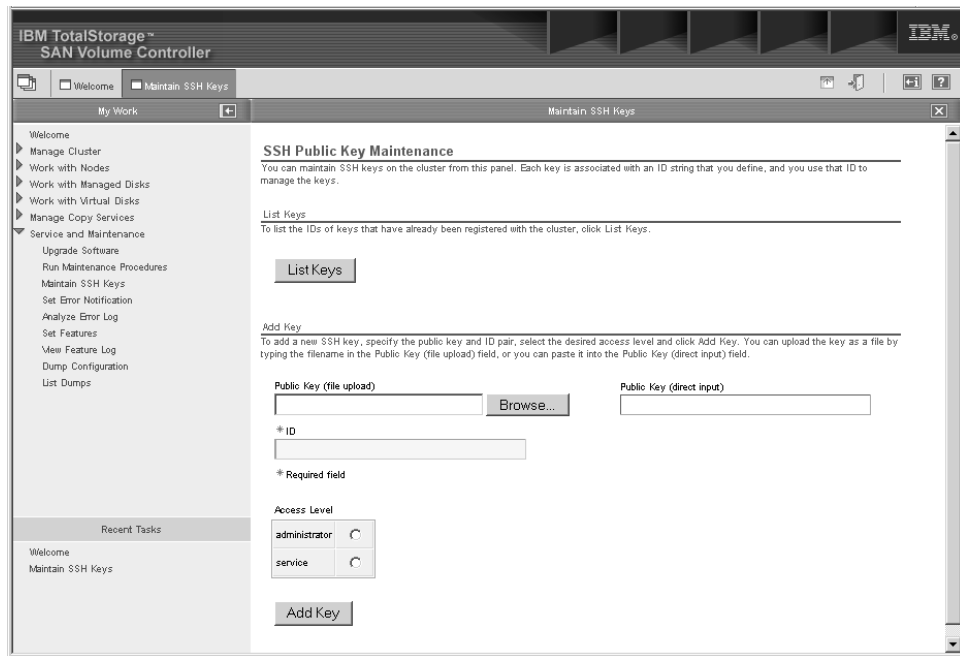 IBM TotalStorage™
SAN Volume Controller
IBM®
Welcome
Maintain SSH Keys
My Work
Maintain SSH Keys
Welcome
Manage Cluster
Work with Nodes
Work with Managed Disks
Work with Virtual Disks
Manage Copy Services
Service and Maintenance
Upgrade Software
Run Maintenance Procedures
Maintain SSH Keys
Set Error Notification
Analyze Error Log
Set Features
View Feature Log
Dump Configuration
List Dumps
Recent Tasks
Welcome
Maintain SSH Keys
SSH Public Key Maintenance
You can maintain SSH keys on the cluster from this panel. Each key is associated with an ID string that you define, and you use that ID to
manage the keys.
List Keys
To list the IDs of keys that have already been registered with the cluster, click List Keys.
List Keys
Add Key
To add a new SSH key, specify the public key and ID pair, select the desired access level and click Add Key. You can upload the key as a file by
typing the filename in the Public Key (file upload) field, or you can paste it into the Public Key (direct input) field.
Public Key (file upload)
Public Key (direct input)
Browse...
* ID
* Required field
Access Level
administrator
service
Add Key